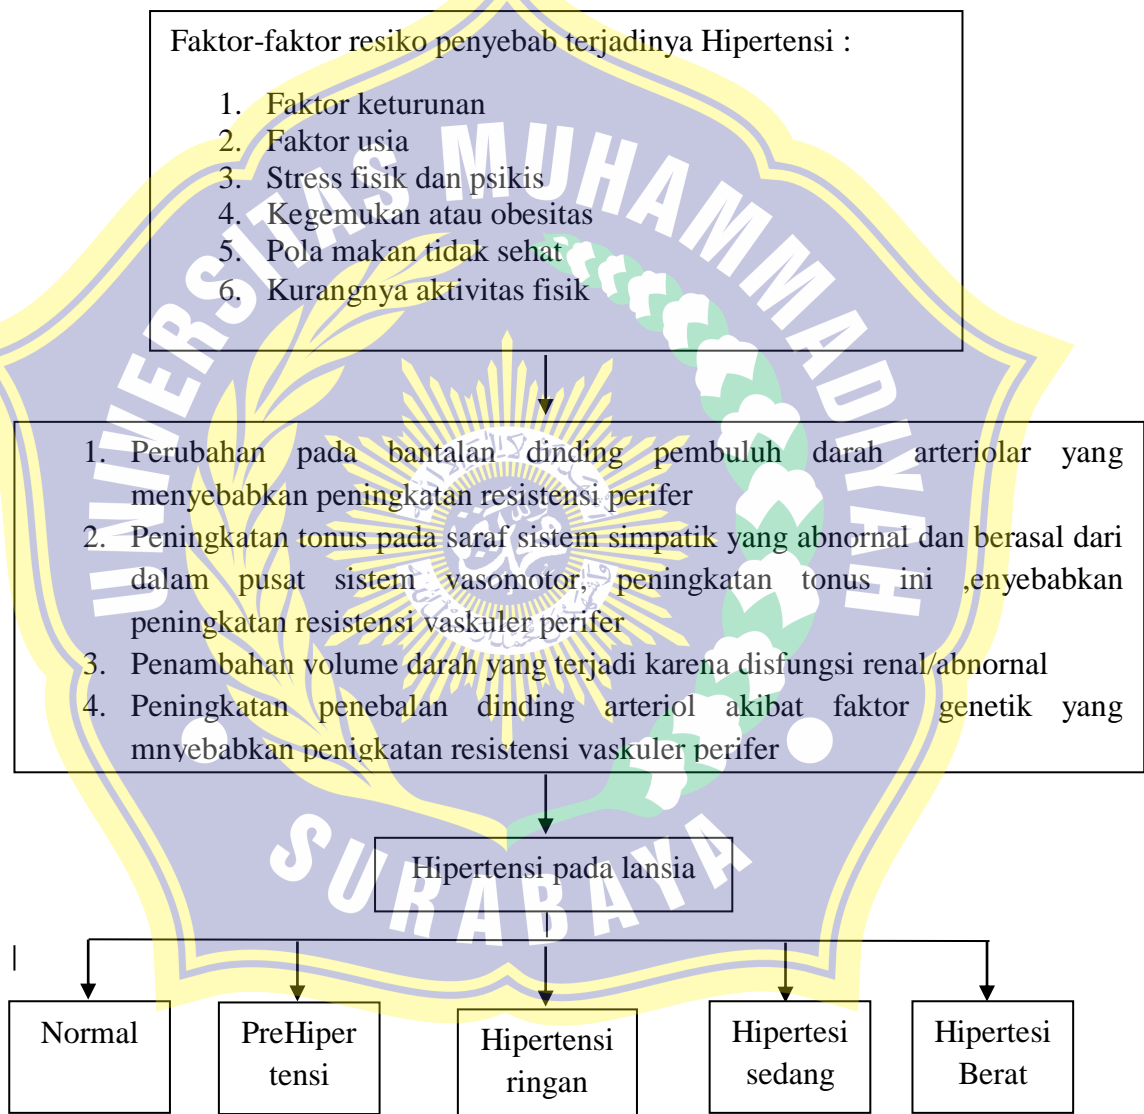 Faktor-faktor resiko penyebab terjadinya Hipertensi :
1. Faktor keturunan
2. Faktor usia
3. Stress fisik dan psikis
4. Kegemukan atau obesitas
5. Pola makan tidak sehat
6. Kurangnya aktivitas fisik
1. Perubahan pada bantalan dinding pembuluh darah arteriolar yang
menyebabkan peningkatan resistensi perifer
2. Peningkatan tonus pada saraf sistem simpatik yang abnornal dan berasal dari
dalam pusat sistem vasomotor, peningkatan tonus ini ,enyebabkan
peningkatan resistensi vaskuler perifer
3. Penambahan volume darah yang terjadi karena disfungsi renal/abnornal
4. Peningkatan penebalan dinding arteriol akibat faktor genetik yang
mnyebabkan penigkatan resistensi vaskuler perifer
Hipertensi pada lansia
Normal
PreHiper
tensi
Hipertensi
ringan
Hipertesi
sedang
Hipertesi
Berat
UNIVERSITAS MUHAMMADIYAH
SURABAYA